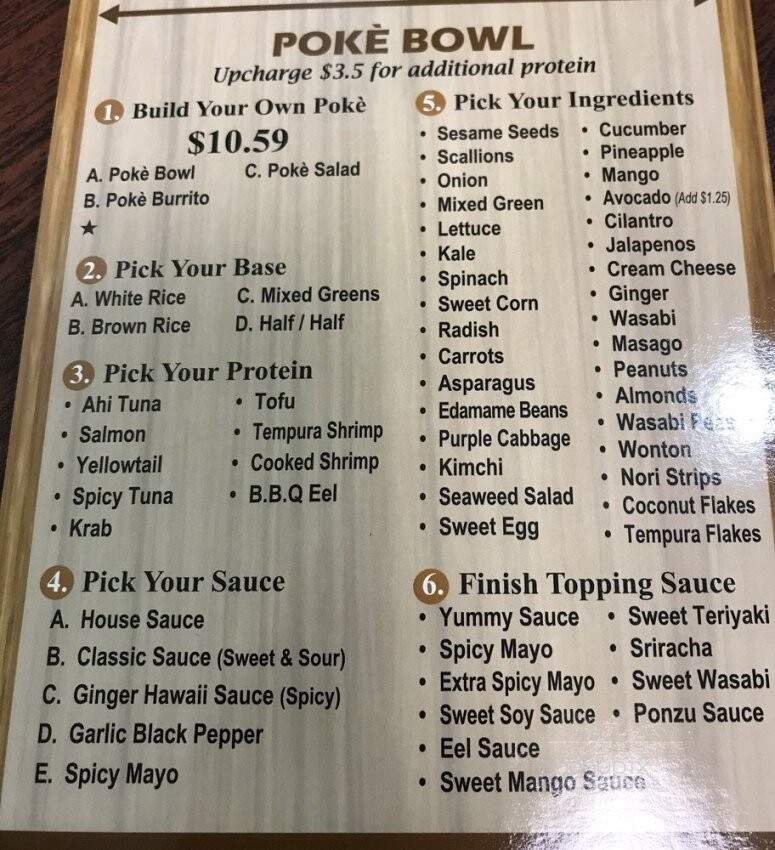 POKÈ BOWL
Upcharge $3.5 for additional protein
1. Build Your Own Pokè
$10.59
A. Pokè Bowl
C. Pokè Salad
B. Pokè Burrito
★
2. Pick Your Base
A. White Rice
C. Mixed Greens
B. Brown Rice
D. Half / Half
3. Pick Your Protein
• Ahi Tuna
• Salmon
• Yellowtail
• Spicy Tuna
• Krab
• Tofu
• Tempura Shrimp
• Cooked Shrimp
• B.B.Q Eel
4. Pick Your Sauce
A. House Sauce
B. Classic Sauce (Sweet & Sour)
C. Ginger Hawaii Sauce (Spicy)
D. Garlic Black Pepper
E. Spicy Mayo
5. Pick Your Ingredients
• Sesame Seeds
• Scallions
• Onion
• Mixed Green
• Lettuce
• Kale
• Spinach
• Sweet Corn
• Radish
• Carrots
• Asparagus
• Edamame Beans
• Purple Cabbage
• Kimchi
• Seaweed Salad
• Sweet Egg
• Cucumber
• Pineapple
• Mango
• Avocado (Add $1.25)
• Cilantro
• Jalapenos
• Cream Cheese
• Ginger
• Wasabi
• Masago
• Peanuts
• Almonds
• Wasabi Peas
• Wonton
• Nori Strips
• Coconut Flakes
• Tempura Flakes
6. Finish Topping Sauce
• Yummy Sauce
• Spicy Mayo
• Extra Spicy Mayo
• Sweet Soy Sauce
• Eel Sauce
• Sweet Mango Sauce
• Sweet Teriyaki
• Sriracha
• Sweet Wasabi
• Ponzu Sauce